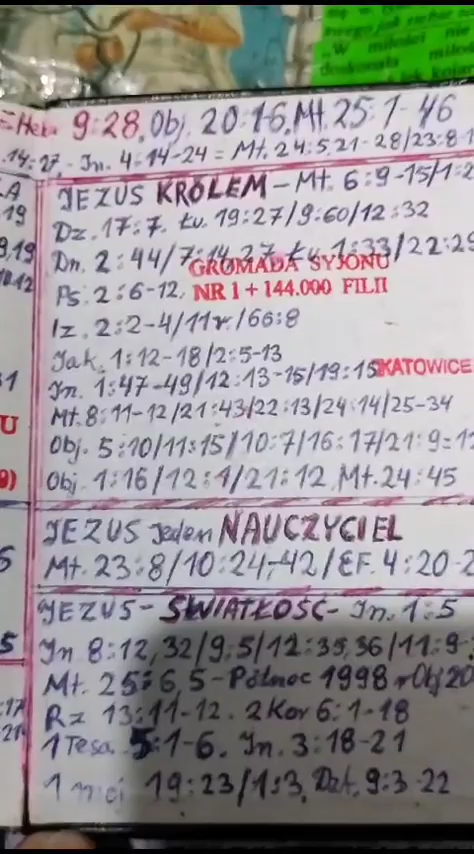 =Hebr 9:28, Obj. 20:16, Mt. 25:1-46
14:27, - Jn. 4:14-24 = Mt. 24:5,21-28/23:8-1
JEZUS KRÓLEM - Mt. 6:9-15/1:2
Dz. 17:7. Łu. 19:27/9:60/12:32
Dn. 2:44/7:14,27 Łu. 1:33/22:29
GROMADA SYJONU
Ps. 2:6-12,
NR 1 + 144.000 FILII
Iz. 2:2-4/11r./66:8
Jak. 1:12-18/2:5-13
Jn. 1:47-49/12:13-15/19:15
KATOWICE
Mt. 8:11-12/21:43/22:13/24:14/25-34
Obj. 5:10/11:15/10:7/16:17/21:9=1
Obj. 1:16/12:1/21:12 Mt. 24:45
JEZUS Jeden NAUCZYCIEL
Mt. 23:8/10:24-42/EF. 4:20-2
JEZUS - ŚWIATŁOŚĆ - Jn. 1:5
Jn 8:12,32/9:5/12:35,36/11:9-
Mt. 25:6,5 - Północ 1998 r Obj 20
Rz 13:11-12. 2 Kor 6:1-18
1 Tesa. 5:1-6. Jn. 3:18-21
1 moj 19:23/1:3, Dz. 9:3-22